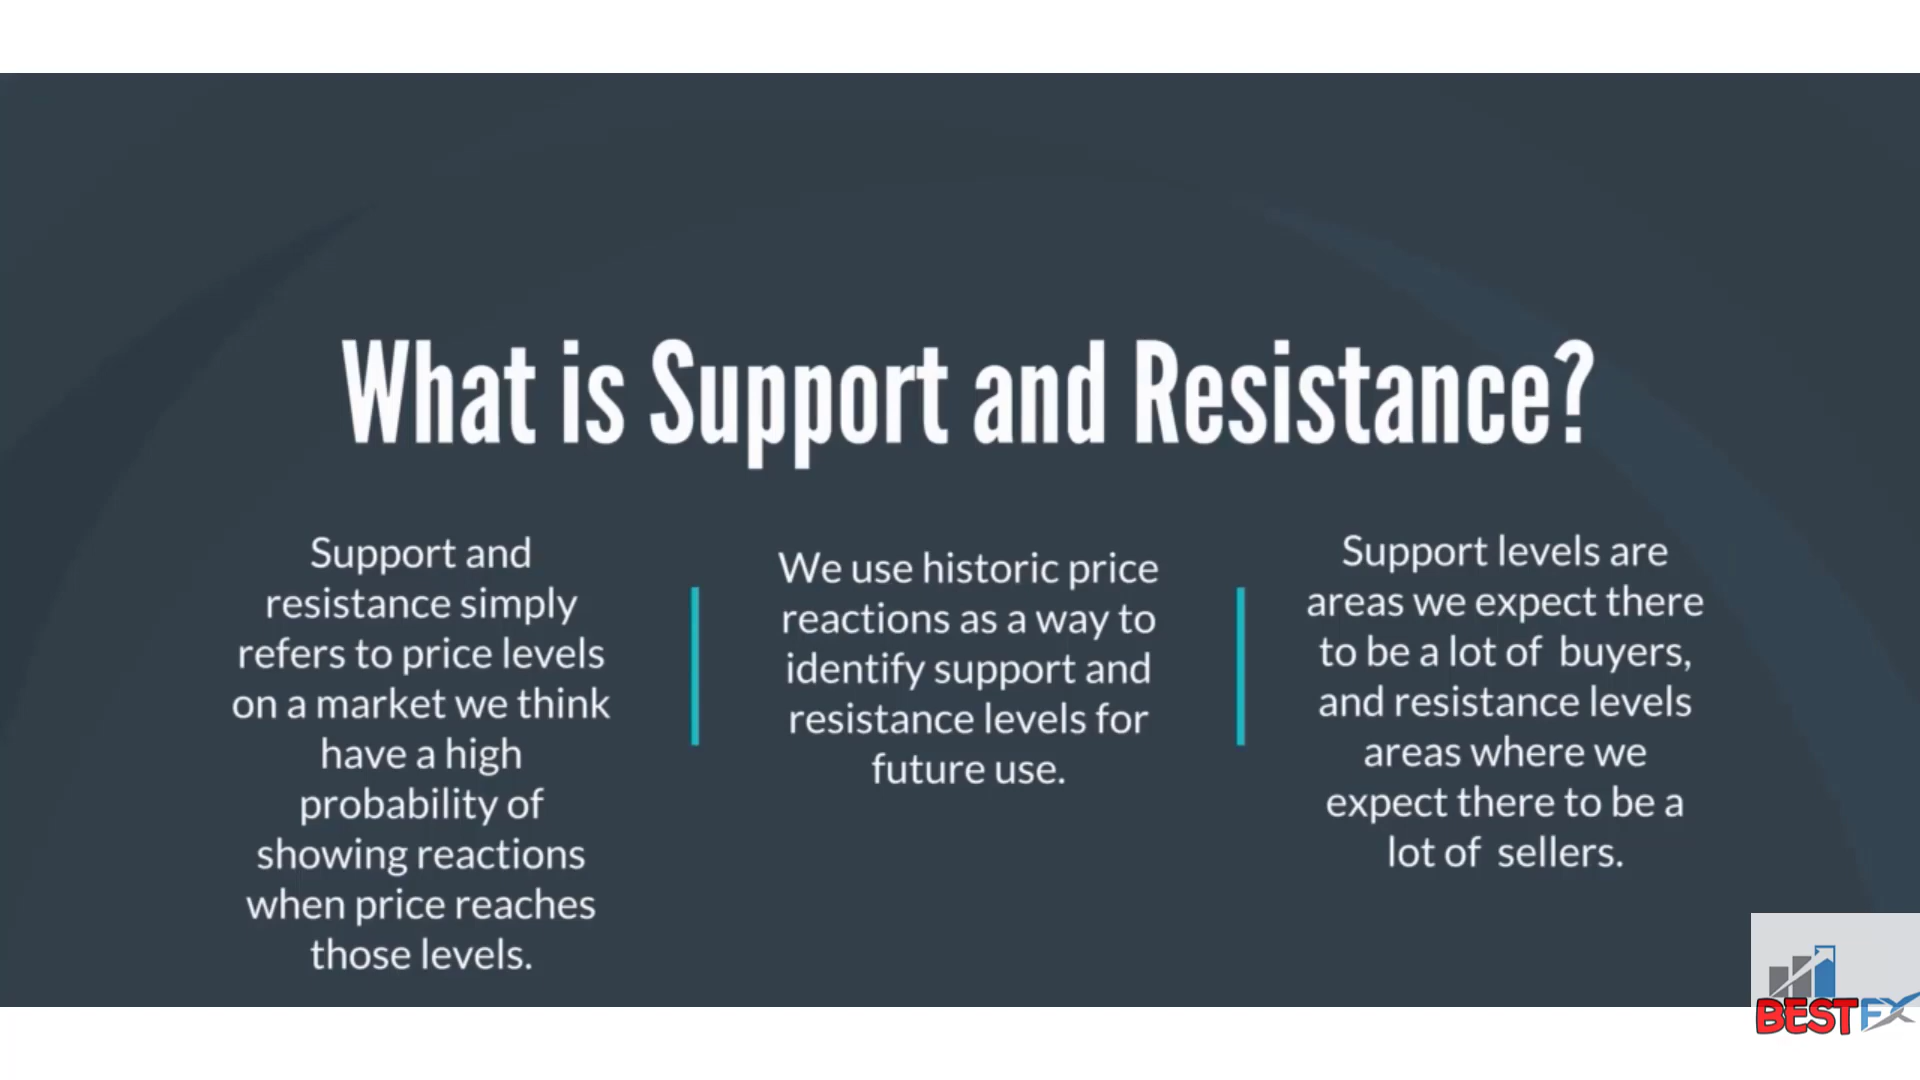 What is Support and Resistance?
Support and
resistance simply
refers to price levels
on a market we think
have a high
probability of
showing reactions
when price reaches
those levels.
We use historic price
reactions as a way to
identify support and
resistance levels for
future use.
Support levels are
areas we expect there
to be a lot of buyers,
and resistance levels
areas where we
expect there to be a
lot of sellers.
BESTFX